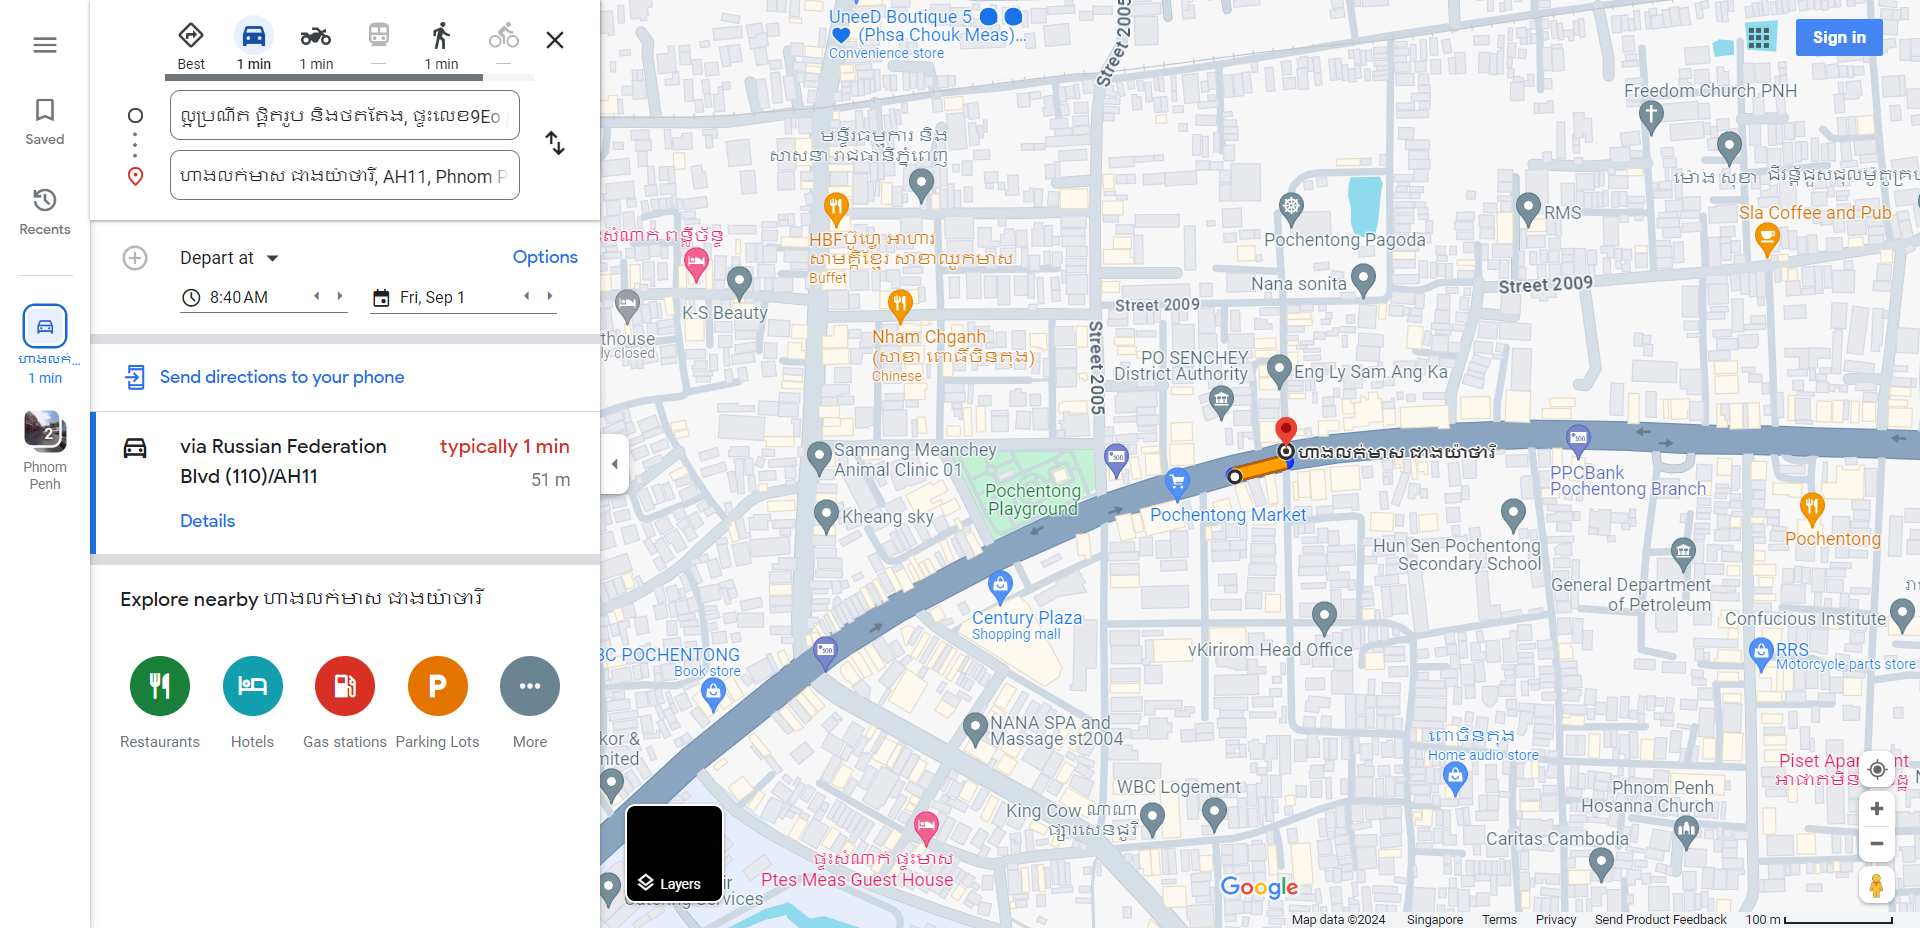 Best
1 min
1 min
—
1 min
—
Saved
Recents
ល្អប្រណីត ផ្តិតរូប និងថតតែង, ផ្ទះលេខ9Eo
ហាងលក់មាស ជាងយ៉ាថារី, AH11, Phnom P
Depart at
Options
8:40 AM
Fri, Sep 1
ហាងលក់...
1 min
2
Phnom
Penh
Send directions to your phone
via Russian Federation
Blvd (110)/AH11
typically 1 min
51 m
Details
Explore nearby ហាងលក់មាស ជាងយ៉ាថារី
Restaurants
Hotels
Gas stations
Parking Lots
More
Layers
Sign in
UneeD Boutique 5
(Phsa Chouk Meas)...
Convenience store
Street 2005
Freedom Church PNH
មន្ទីរធម្មការ និង
សាសនា រាជធានីភ្នំពេញ
ម៉ោង សុខា
RMS
Sla Coffee and Pub
Pochentong Pagoda
សំណាក់ ពន្លឺច័ន្ទ
HBFប៊ូហ្វេ អាហារ
សាមគ្គីខ្មែរ សាខាឈូកមាស
Buffet
Nana sonita
Street 2009
Street 2009
K-S Beauty
thouse
ly closed
Nham Chganh
(សាខា ពោធិ៍ចិនតុង)
Chinese
Street 2005
PO SENCHEY
District Authority
Eng Ly Sam Ang Ka
Samnang Meanchey
Animal Clinic 01
ហាងលក់មាស ជាងយ៉ាថារី
PPCBank
Pochentong Branch
Pochentong
Playground
Kheang sky
Pochentong Market
Hun Sen Pochentong
Secondary School
Pochentong
General Department
of Petroleum
Century Plaza
Shopping mall
Confucious Institute
vKirirom Head Office
RRS
Motorcycle parts store
BC POCHENTONG
Book store
NANA SPA and
Massage st2004
kor &
mited
ពោចិនតុង
Home audio store
Piset Apartment
WBC Logement
King Cow ណាណា
ផ្សារសេនជូរី
Phnom Penh
Hosanna Church
Caritas Cambodia
ផ្ទះសំណាក់ ផ្ទះមាស
Ptes Meas Guest House
Google
Map data ©2024
Singapore
Terms
Privacy
Send Product Feedback
100 m